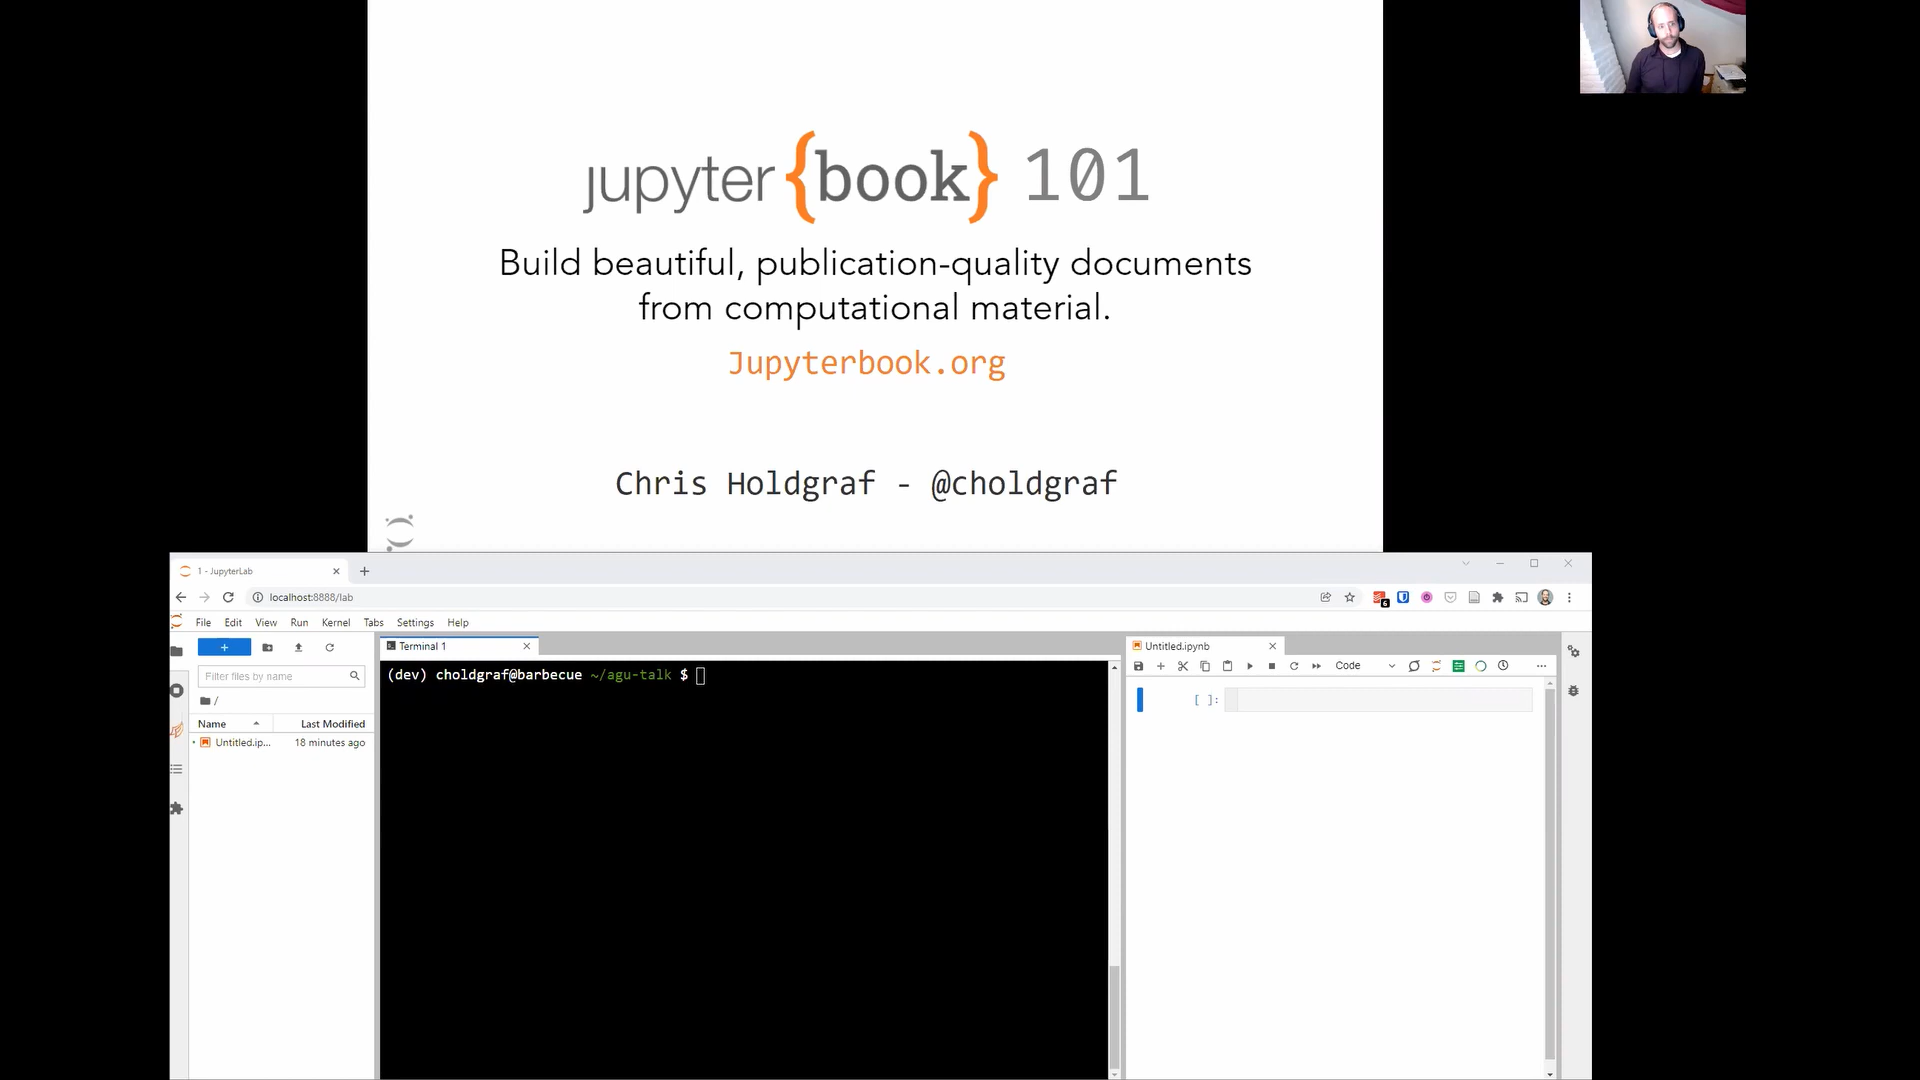 jupyter {book} 101
Build beautiful, publication-quality documents
from computational material.
Jupyterbook.org
Chris Holdgraf - @choldgraf
1 - JupyterLab
localhost:8888/lab
6
File Edit View Run Kernel Tabs Settings Help
Terminal 1
Untitled.ipynb
Filter files by name
Code
(dev) choldgraf@barbecue ~/agu-talk $
[ ]:
/
Name Last Modified
Untitled.ip... 18 minutes ago